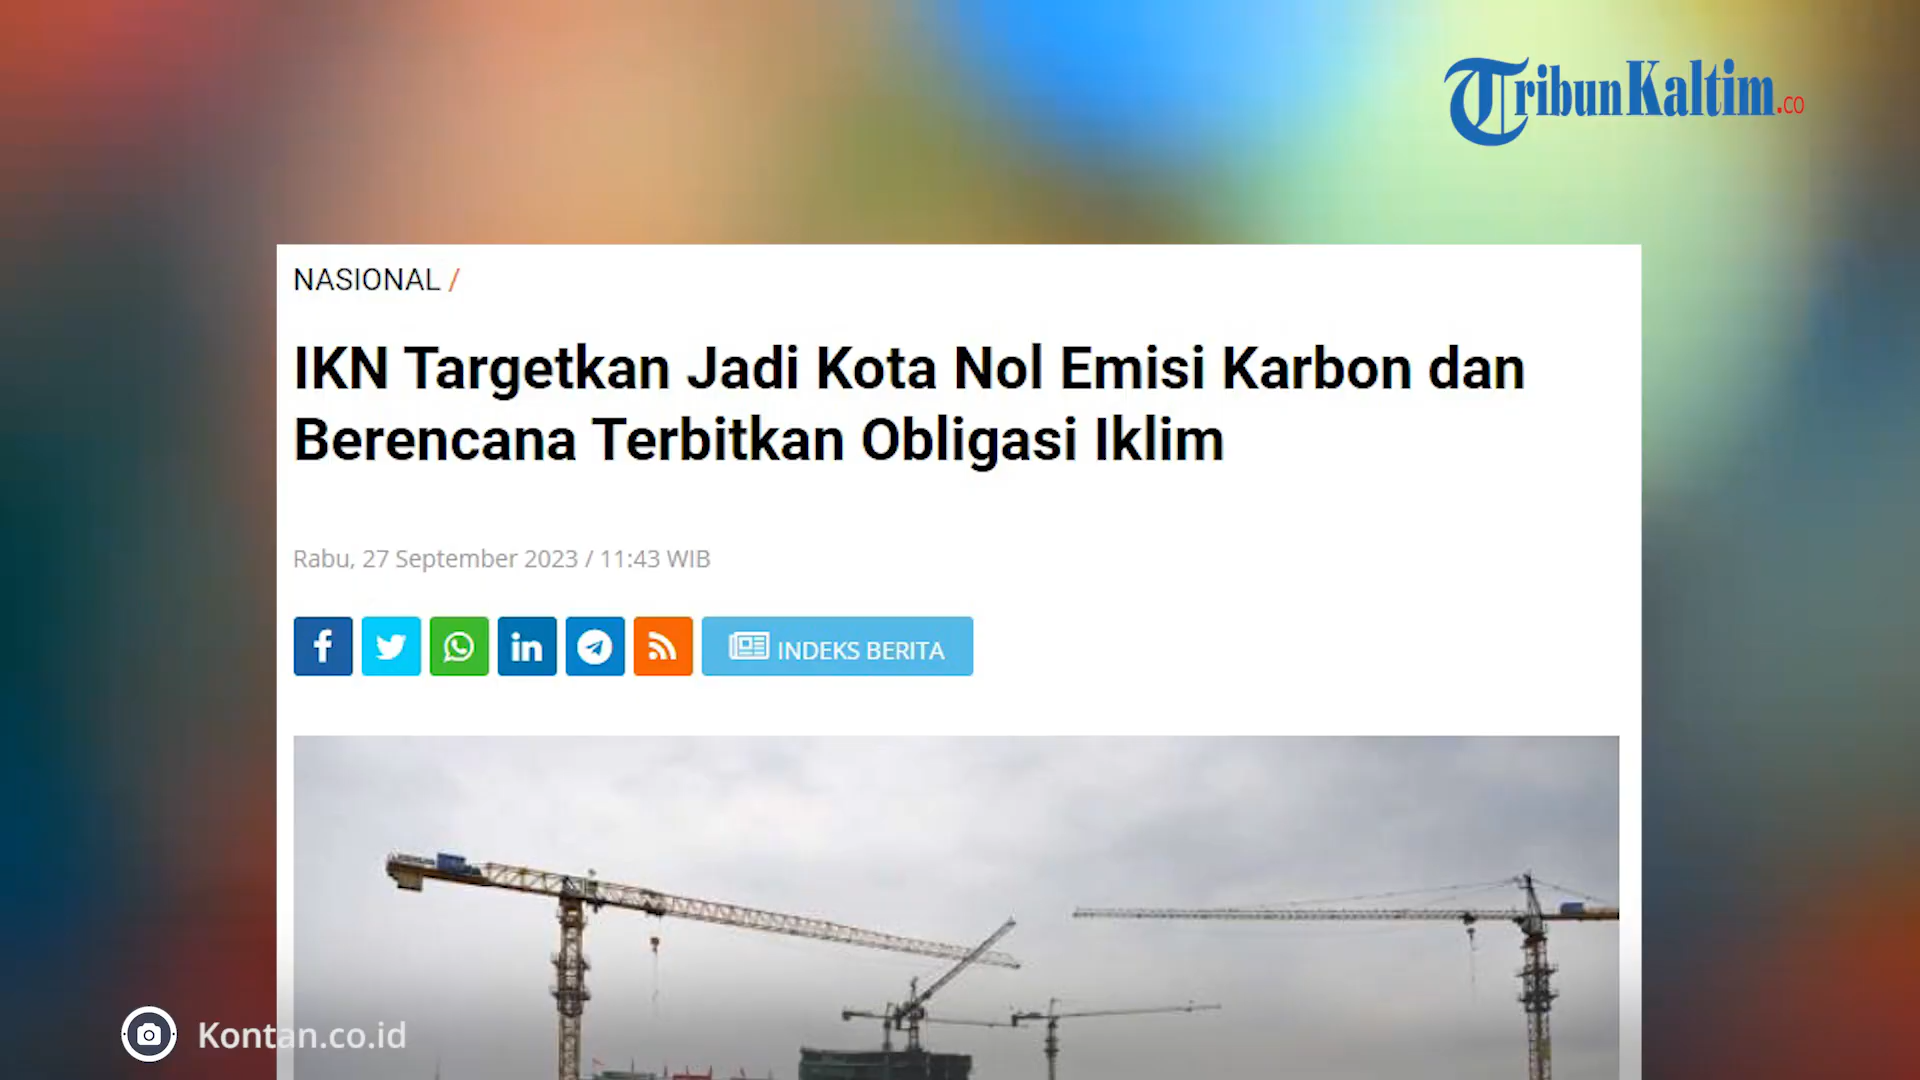 TribunKaltim.co
NASIONAL /
IKN Targetkan Jadi Kota Nol Emisi Karbon dan
Berencana Terbitkan Obligasi Iklim
Rabu, 27 September 2023 / 11:43 WIB
INDEKS BERITA
Kontan.co.id